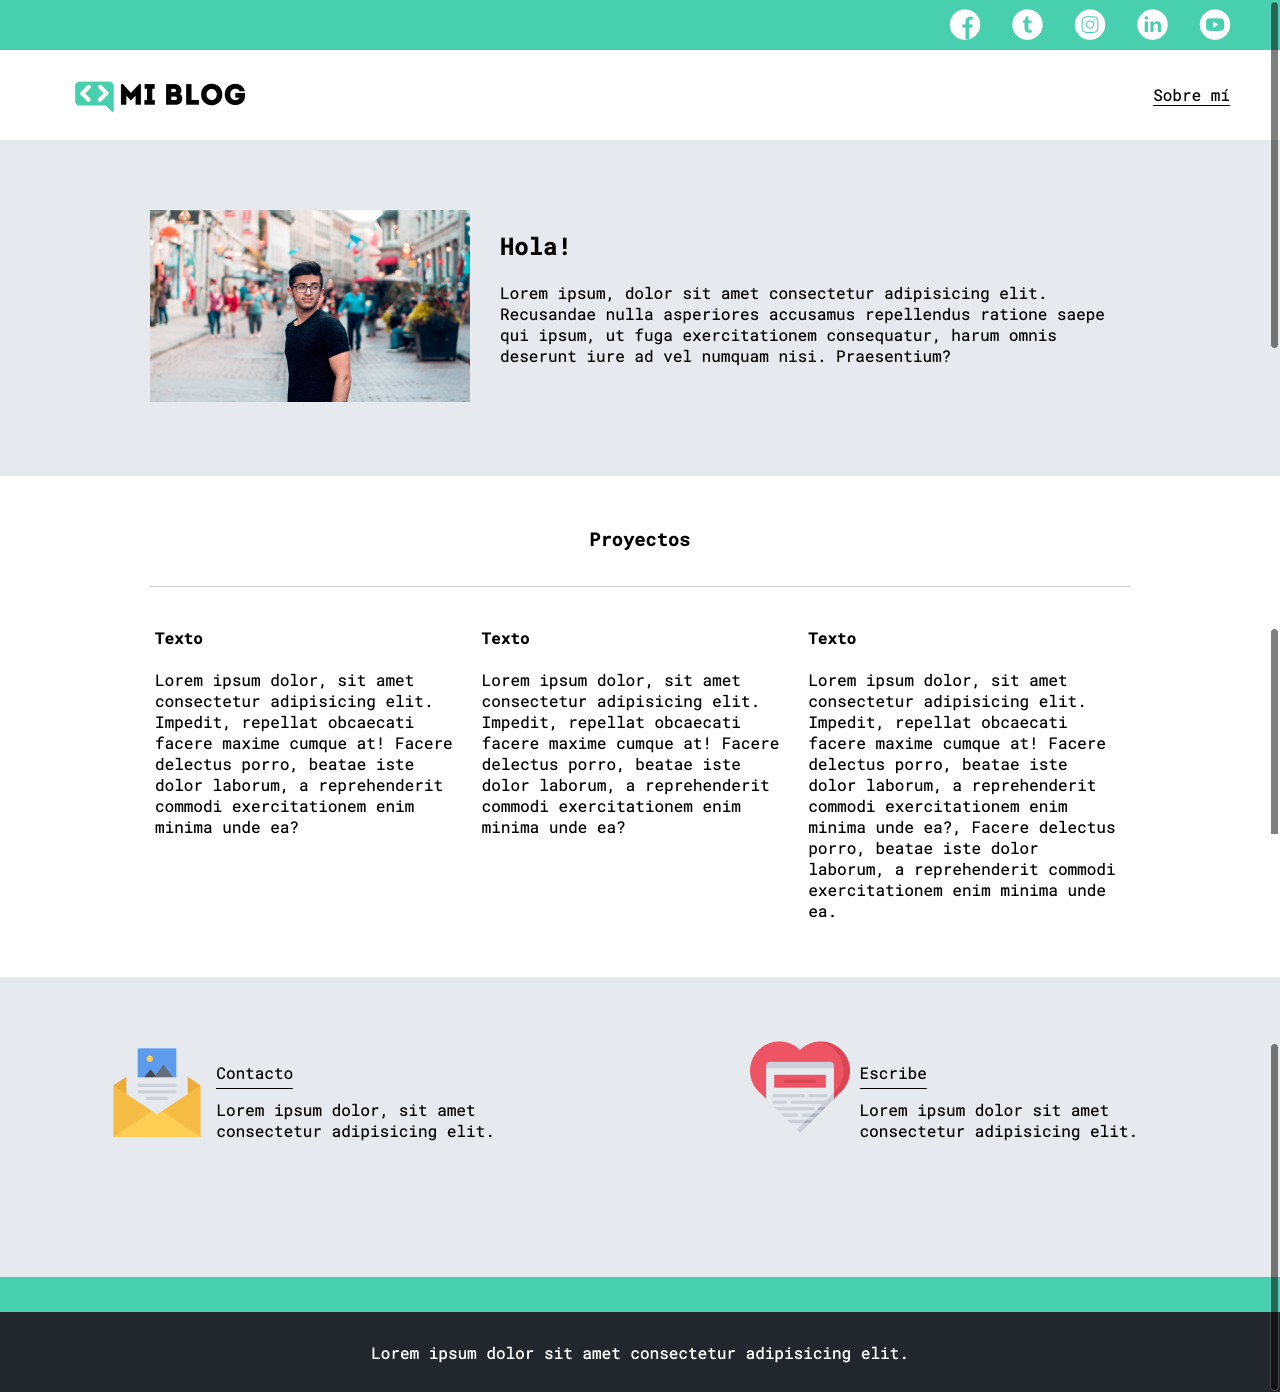 MI BLOG
Sobre mí
Hola!
Lorem ipsum, dolor sit amet consectetur adipisicing elit.
Recusandae nulla asperiores accusamus repellendus ratione saepe
qui ipsum, ut fuga exercitationem consequatur, harum omnis
deserunt iure ad vel numquam nisi. Praesentium?
Proyectos
Texto
Lorem ipsum dolor, sit amet
consectetur adipisicing elit.
Impedit, repellat obcaecati
facere maxime cumque at! Facere
delectus porro, beatae iste
dolor laborum, a reprehenderit
commodi exercitationem enim
minima unde ea?
Texto
Lorem ipsum dolor, sit amet
consectetur adipisicing elit.
Impedit, repellat obcaecati
facere maxime cumque at! Facere
delectus porro, beatae iste
dolor laborum, a reprehenderit
commodi exercitationem enim
minima unde ea?
Texto
Lorem ipsum dolor, sit amet
consectetur adipisicing elit.
Impedit, repellat obcaecati
facere maxime cumque at! Facere
delectus porro, beatae iste
dolor laborum, a reprehenderit
commodi exercitationem enim
minima unde ea?, Facere delectus
porro, beatae iste dolor
laborum, a reprehenderit commodi
exercitationem enim minima unde
ea.
Contacto
Lorem ipsum dolor, sit amet
consectetur adipisicing elit.
Escribe
Lorem ipsum dolor sit amet
consectetur adipisicing elit.
Lorem ipsum dolor sit amet consectetur adipisicing elit.